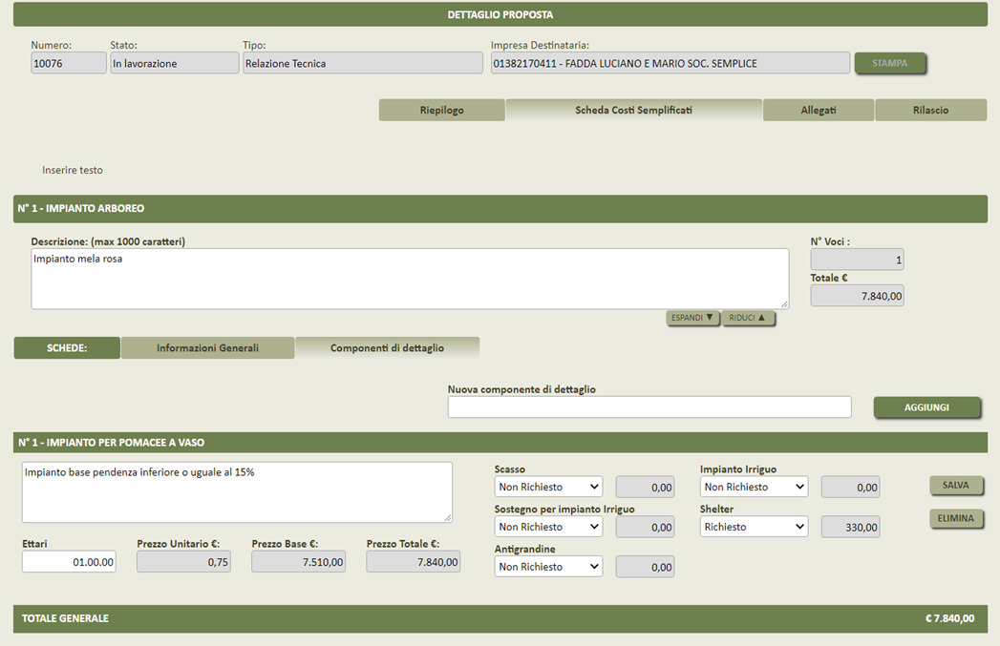 DETTAGLIO PROPOSTA
Numero: Stato: Tipo: Impresa Destinataria:
10076 In lavorazione Relazione Tecnica 01382170411 - FADDA LUCIANO E MARIO SOC. SEMPLICE STAMPA
Riepilogo Scheda Costi Semplificati Allegati Rilascio
Inserire testo
N° 1 - IMPIANTO ARBOREO
Descrizione: (max 1000 caratteri) N° Voci :
Impianto mela rosa 1
Totale €
7.840,00
ESPANDI ▼ RIDUCI ▲
SCHEDE: Informazioni Generali Componenti di dettaglio
Nuova componente di dettaglio
AGGIUNGI
N° 1 - IMPIANTO PER POMACEE A VASO
Impianto base pendenza inferiore o uguale al 15%
Scasso Impianto Irriguo
Non Richiesto 0,00 Non Richiesto 0,00 SALVA
Sostegno per impianto Irriguo Shelter
Non Richiesto 0,00 Richiesto 330,00 ELIMINA
Ettari Prezzo Unitario €: Prezzo Base €: Prezzo Totale €: Antigrandine
01.00.00 0,75 7.510,00 7.840,00 Non Richiesto 0,00
TOTALE GENERALE € 7.840,00